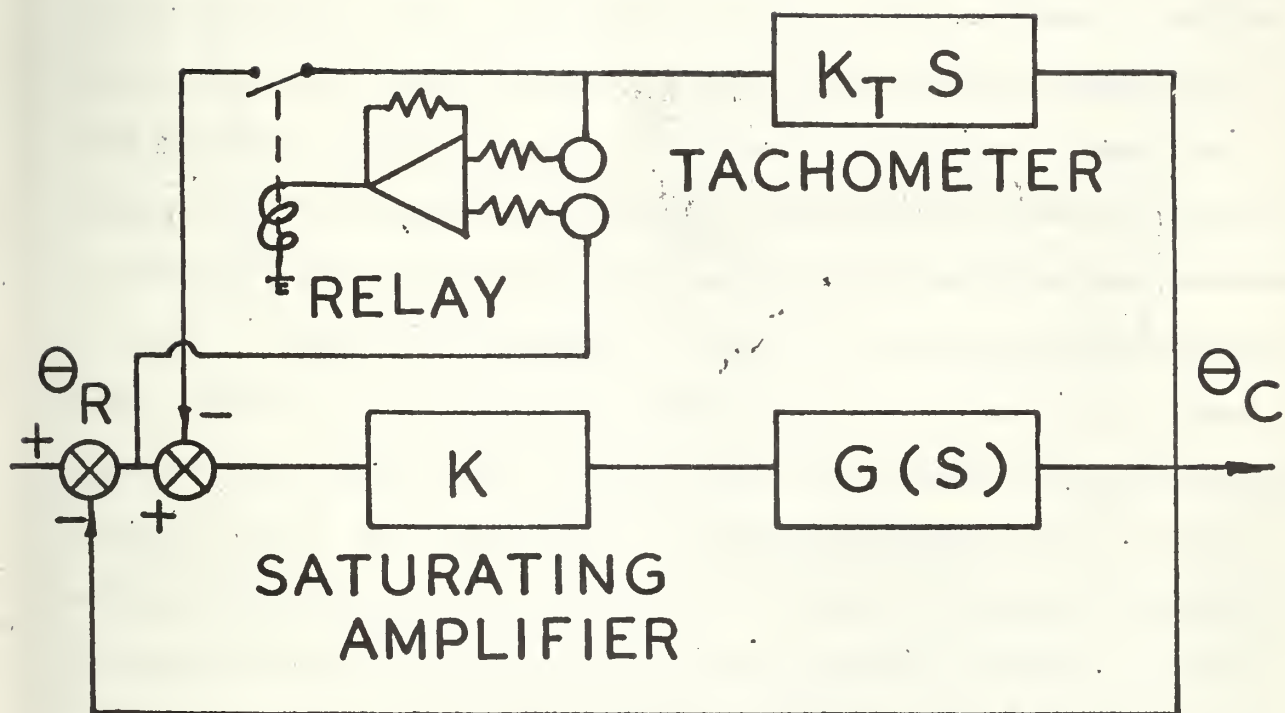 K_T S
TACHOMETER
RELAY
Θ_R
Θ_C
+
-
-
+
K
G(S)
SATURATING
AMPLIFIER